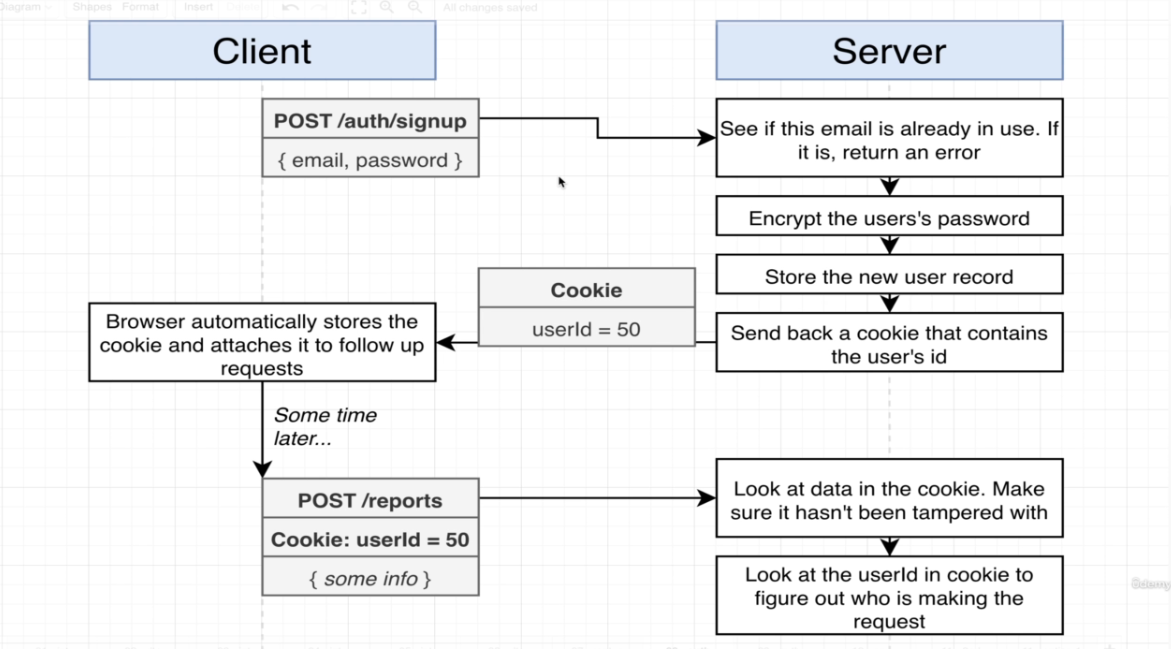 Diagram
Shapes
Format
Insert
All changes saved
Client
Server
POST /auth/signup
{ email, password }
See if this email is already in use. If
it is, return an error
Encrypt the users's password
Store the new user record
Cookie
userId = 50
Send back a cookie that contains
the user's id
Browser automatically stores the
cookie and attaches it to follow up
requests
Some time
later...
POST /reports
Cookie: userId = 50
{ some info }
Look at data in the cookie. Make
sure it hasn't been tampered with
Look at the userId in cookie to
figure out who is making the
request
ûdemy